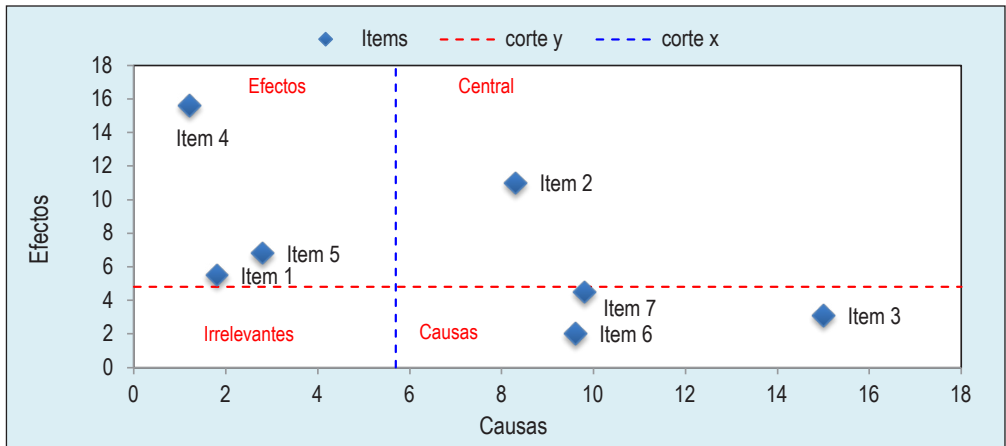 Items corte y corte x
18
16
14
12
10
8
6
4
2
0
Efectos
Efectos
Central
Item 4
Item 2
Item 5
Item 1
Item 7
Item 3
Item 6
Irrelevantes
Causas
0 2 4 6 8 10 12 14 16 18
Causas